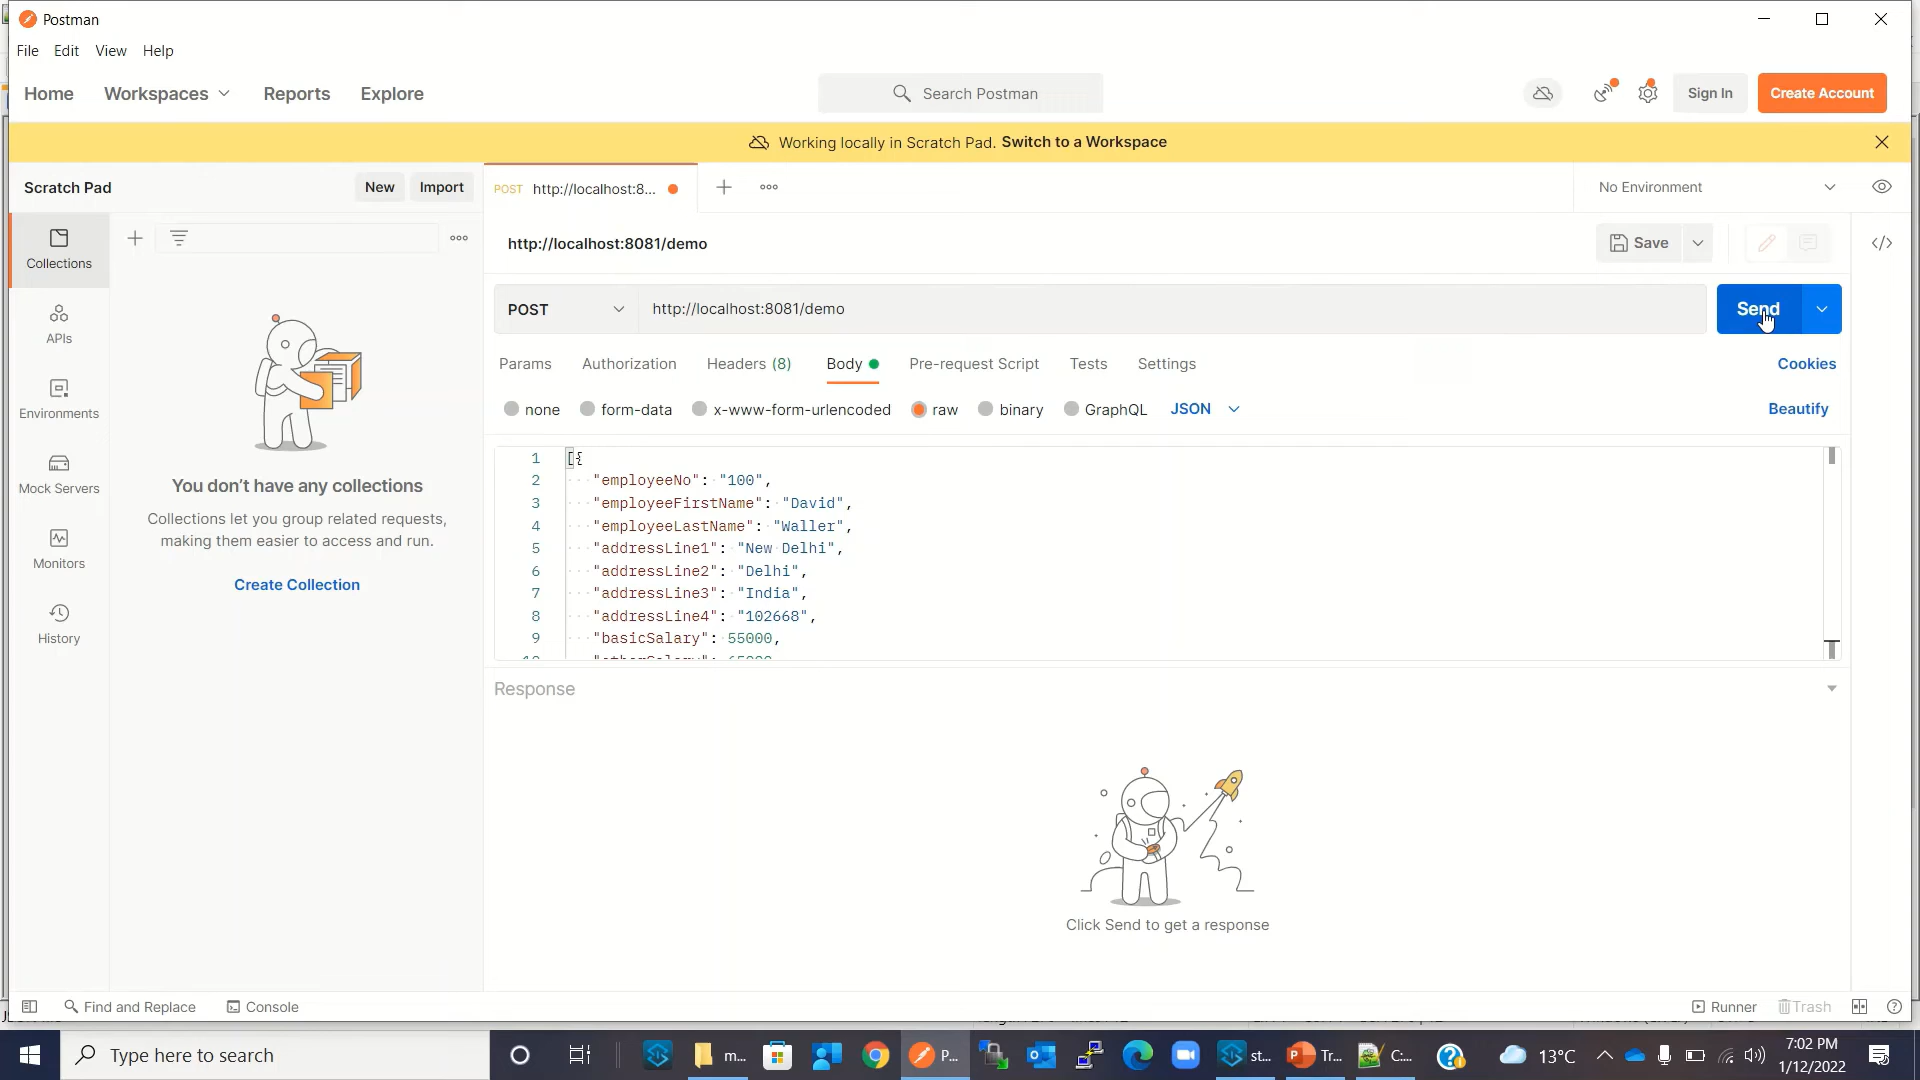 Postman
File Edit View Help
Home Workspaces Reports Explore
Search Postman
Sign In
Create Account
Working locally in Scratch Pad. Switch to a Workspace
Scratch Pad
New
Import
POST http://localhost:8...
No Environment
Collections
http://localhost:8081/demo
Save
POST
http://localhost:8081/demo
Send
APIs
Params Authorization Headers (8) Body Pre-request Script Tests Settings
Cookies
Environments
none form-data x-www-form-urlencoded raw binary GraphQL JSON
Beautify
Mock Servers
Monitors
History
You don't have any collections
Collections let you group related requests,
making them easier to access and run.
Create Collection
1 [{
2 "employeeNo": "100",
3 "employeeFirstName": "David",
4 "employeeLastName": "Waller",
5 "addressLine1": "New Delhi",
6 "addressLine2": "Delhi",
7 "addressLine3": "India",
8 "addressLine4": "102668",
9 "basicSalary": 55000,
Response
Click Send to get a response
Find and Replace
Console
Runner
Trash
Type here to search
m...
P...
st...
Tr...
C:...
13°C
7:02 PM
1/12/2022